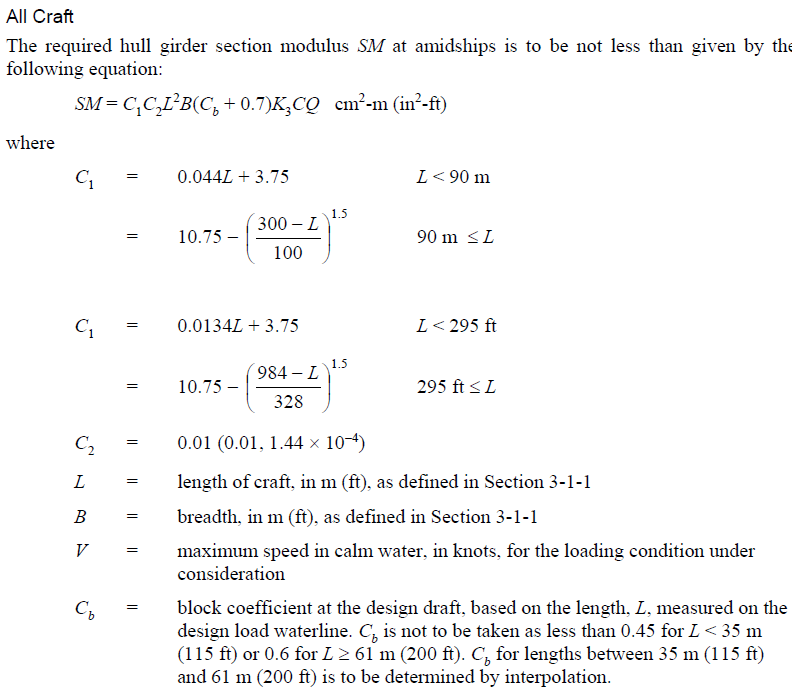 All Craft
The required hull girder section modulus SM at amidships is to be not less than given by the
following equation:
SM = C₁C₂L²B(C_b + 0.7)K₃CQ cm²-m (in²-ft)
where
C₁ = 0.044L + 3.75 L < 90 m
= 10.75 − ((300 − L)/100)^1.5 90 m ≤ L
C₁ = 0.0134L + 3.75 L < 295 ft
= 10.75 − ((984 − L)/328)^1.5 295 ft ≤ L
C₂ = 0.01 (0.01, 1.44 × 10⁻⁴)
L = length of craft, in m (ft), as defined in Section 3-1-1
B = breadth, in m (ft), as defined in Section 3-1-1
V = maximum speed in calm water, in knots, for the loading condition under
consideration
C_b = block coefficient at the design draft, based on the length, L, measured on the
design load waterline. C_b is not to be taken as less than 0.45 for L < 35 m
(115 ft) or 0.6 for L ≥ 61 m (200 ft). C_b for lengths between 35 m (115 ft)
and 61 m (200 ft) is to be determined by interpolation.